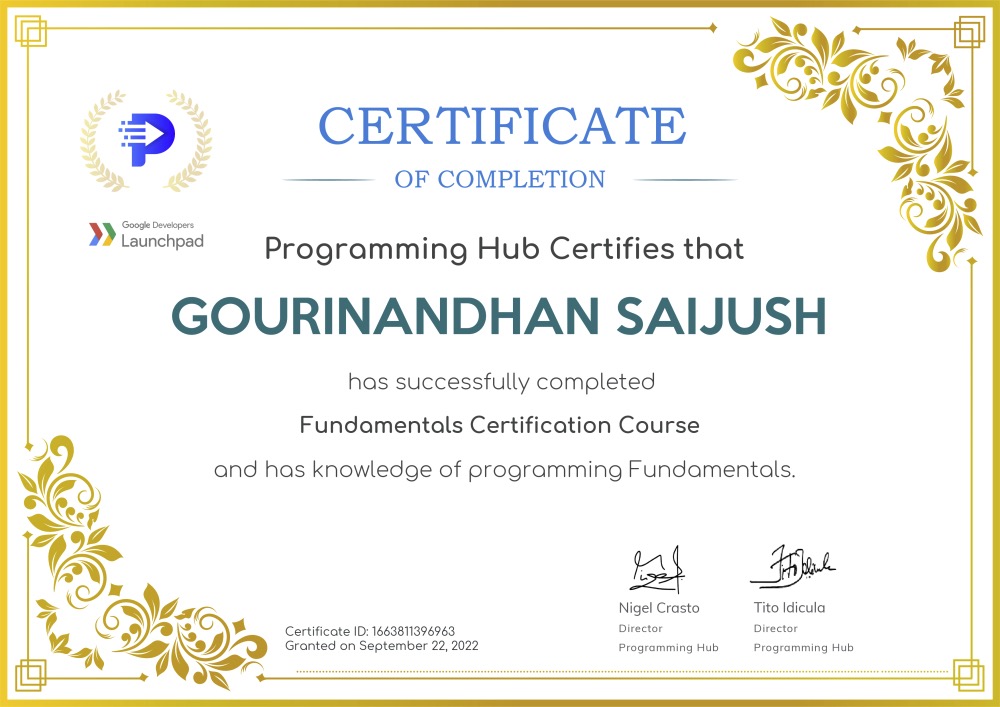 CERTIFICATE
OF COMPLETION
Google Developers
Launchpad
Programming Hub Certifies that
GOURINANDHAN SAIJUSH
has successfully completed
Fundamentals Certification Course
and has knowledge of programming Fundamentals.
Nigel Crasto
Director
Programming Hub
Tito Idicula
Director
Programming Hub
Certificate ID: 1663811396963
Granted on September 22, 2022